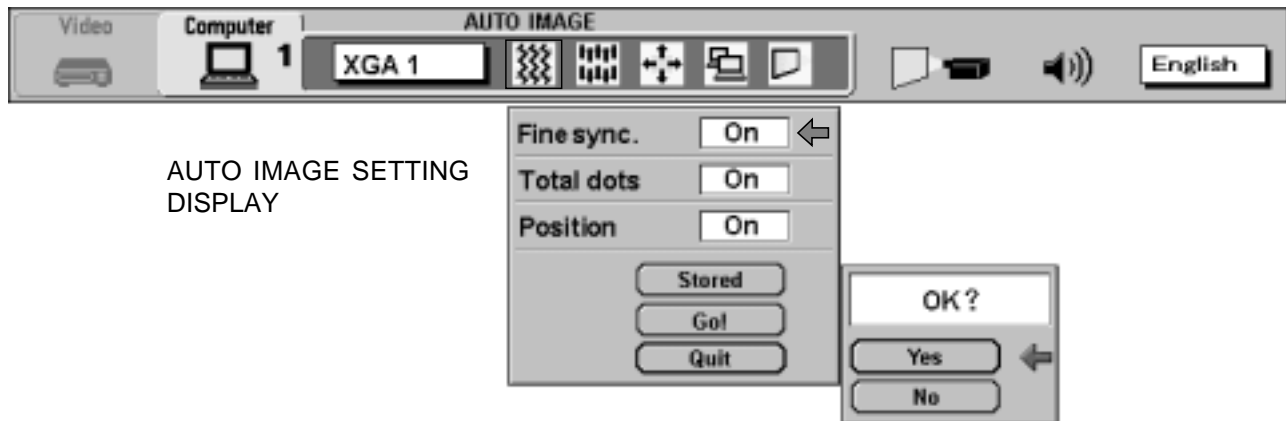 Video
Computer
AUTO IMAGE
1
XGA 1
English
Fine sync. On
AUTO IMAGE SETTING
DISPLAY
Total dots On
Position On
Stored
Go!
Quit
OK?
Yes
No